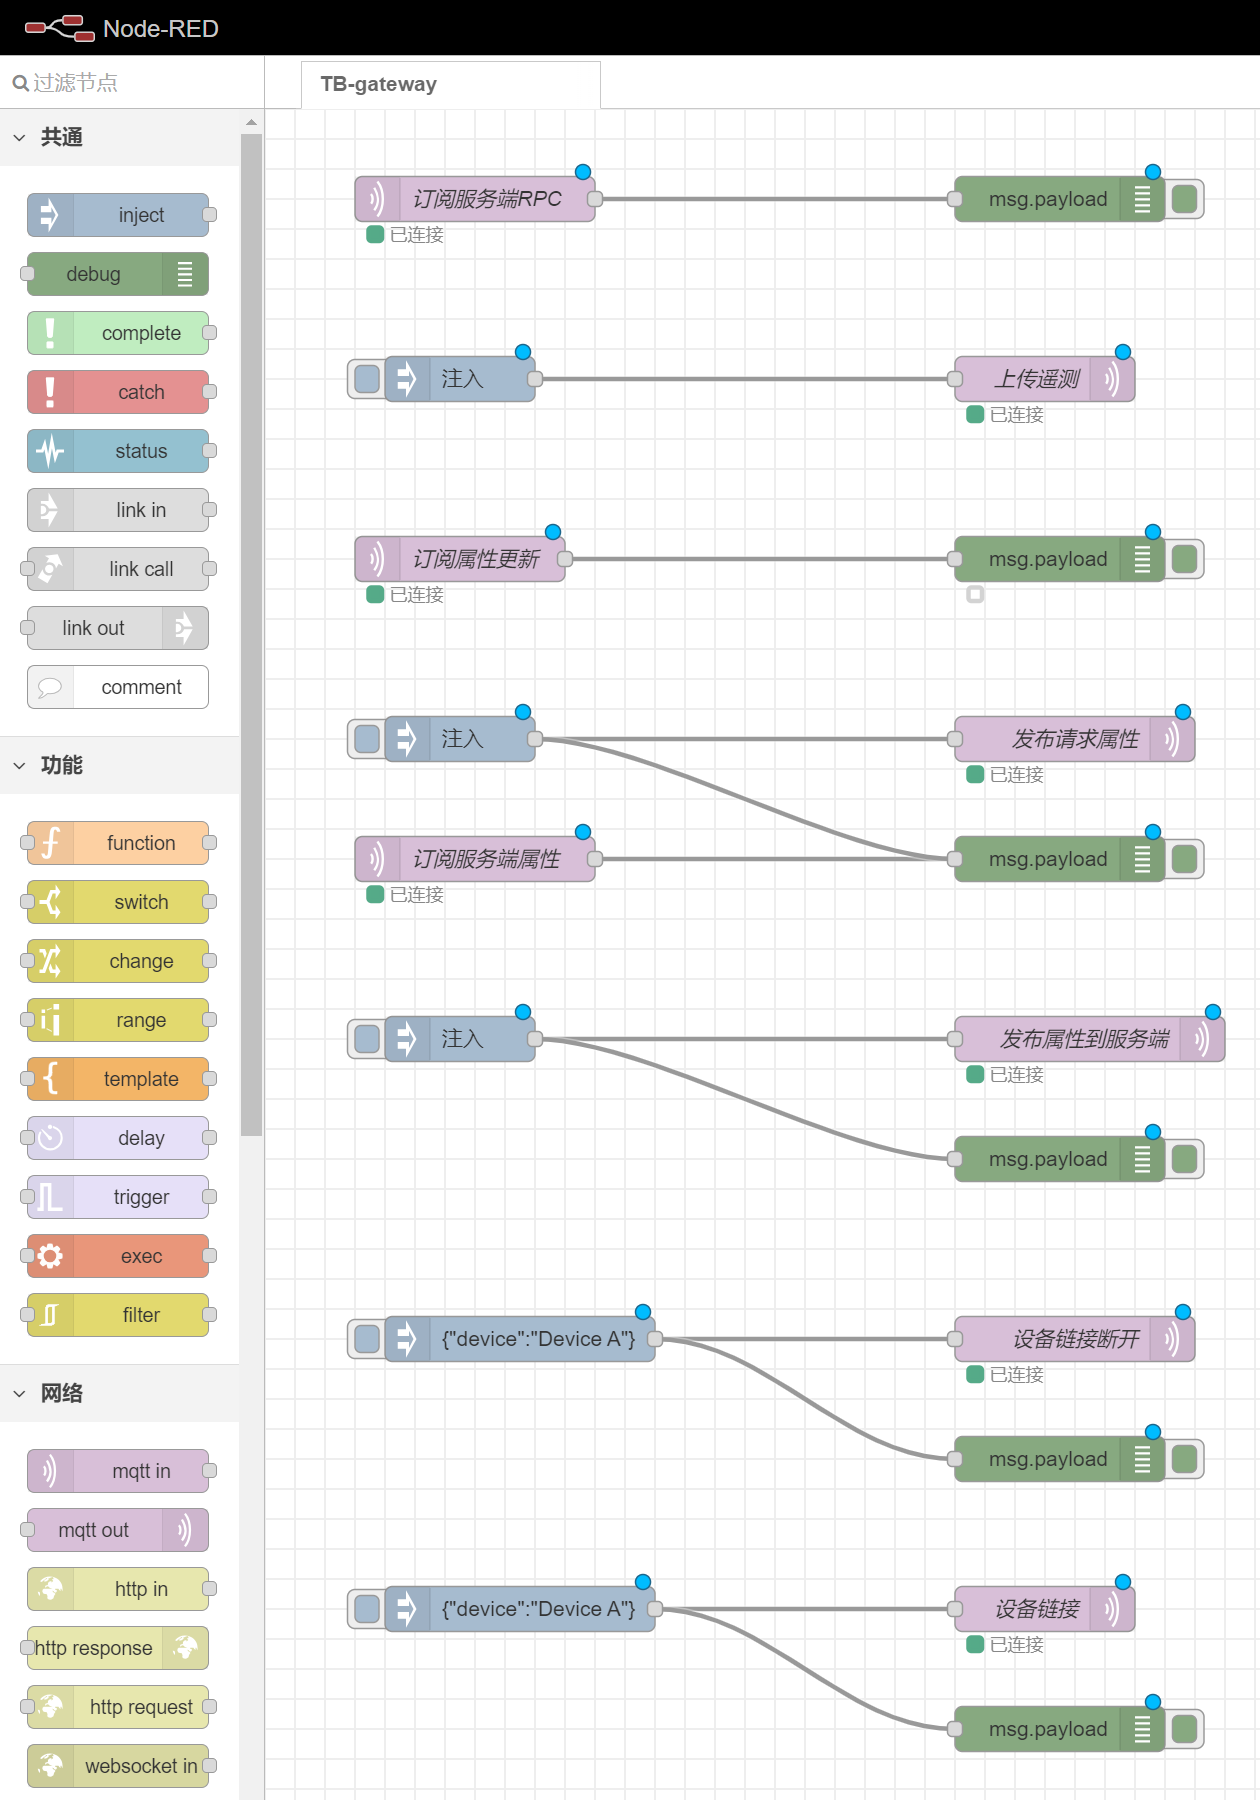 Node-RED
过滤节点
TB-gateway
共通
inject
debug
complete
catch
status
link in
link call
link out
comment
功能
function
switch
change
range
template
delay
trigger
exec
filter
网络
mqtt in
mqtt out
http in
http response
http request
websocket in
订阅服务端RPC
msg.payload
已连接
注入
上传遥测
已连接
订阅属性更新
msg.payload
已连接
注入
发布请求属性
已连接
订阅服务端属性
msg.payload
已连接
注入
发布属性到服务端
已连接
msg.payload
{"device":"Device A"}
设备链接断开
已连接
msg.payload
{"device":"Device A"}
设备链接
已连接
msg.payload